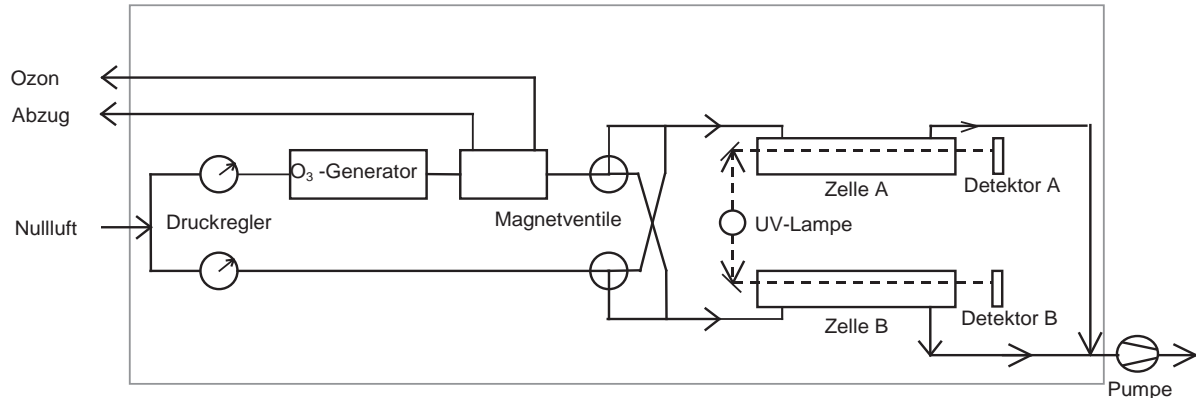 Ozon
Abzug
O3 -Generator
Zelle A
Detektor A
Nullluft
Druckregler
Magnetventile
UV-Lampe
Zelle B
Detektor B
Pumpe